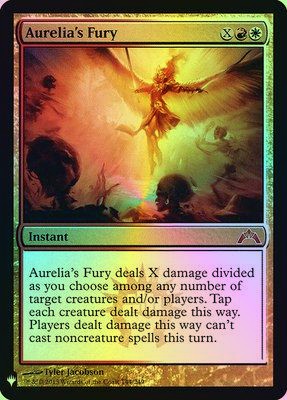 Aurelia's Fury
X
Instant
Aurelia's Fury deals X damage divided
as you choose among any number of
target creatures and/or players. Tap
each creature dealt damage this way.
Players dealt damage this way can't
cast noncreature spells this turn.
Tyler Jacobson